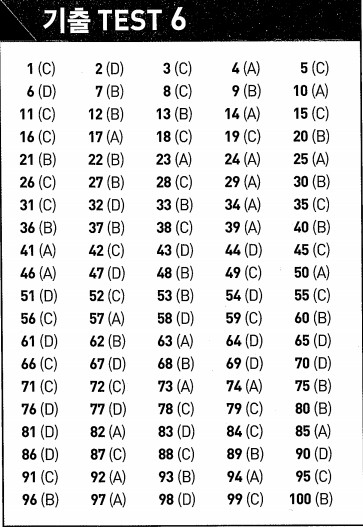 기출 TEST 6
1 (C) 2 (D) 3 (C) 4 (A) 5 (C)
6 (D) 7 (B) 8 (C) 9 (B) 10 (A)
11 (C) 12 (B) 13 (B) 14 (A) 15 (C)
16 (C) 17 (A) 18 (C) 19 (C) 20 (B)
21 (B) 22 (B) 23 (A) 24 (A) 25 (A)
26 (C) 27 (B) 28 (C) 29 (A) 30 (B)
31 (C) 32 (D) 33 (B) 34 (A) 35 (C)
36 (B) 37 (B) 38 (C) 39 (A) 40 (B)
41 (A) 42 (C) 43 (D) 44 (D) 45 (C)
46 (A) 47 (D) 48 (B) 49 (C) 50 (A)
51 (D) 52 (C) 53 (B) 54 (D) 55 (C)
56 (C) 57 (A) 58 (D) 59 (C) 60 (B)
61 (D) 62 (B) 63 (A) 64 (D) 65 (D)
66 (C) 67 (D) 68 (B) 69 (D) 70 (D)
71 (C) 72 (C) 73 (A) 74 (A) 75 (B)
76 (D) 77 (D) 78 (C) 79 (C) 80 (B)
81 (D) 82 (A) 83 (D) 84 (C) 85 (A)
86 (D) 87 (C) 88 (C) 89 (B) 90 (D)
91 (C) 92 (A) 93 (B) 94 (A) 95 (C)
96 (B) 97 (A) 98 (D) 99 (C) 100 (B)